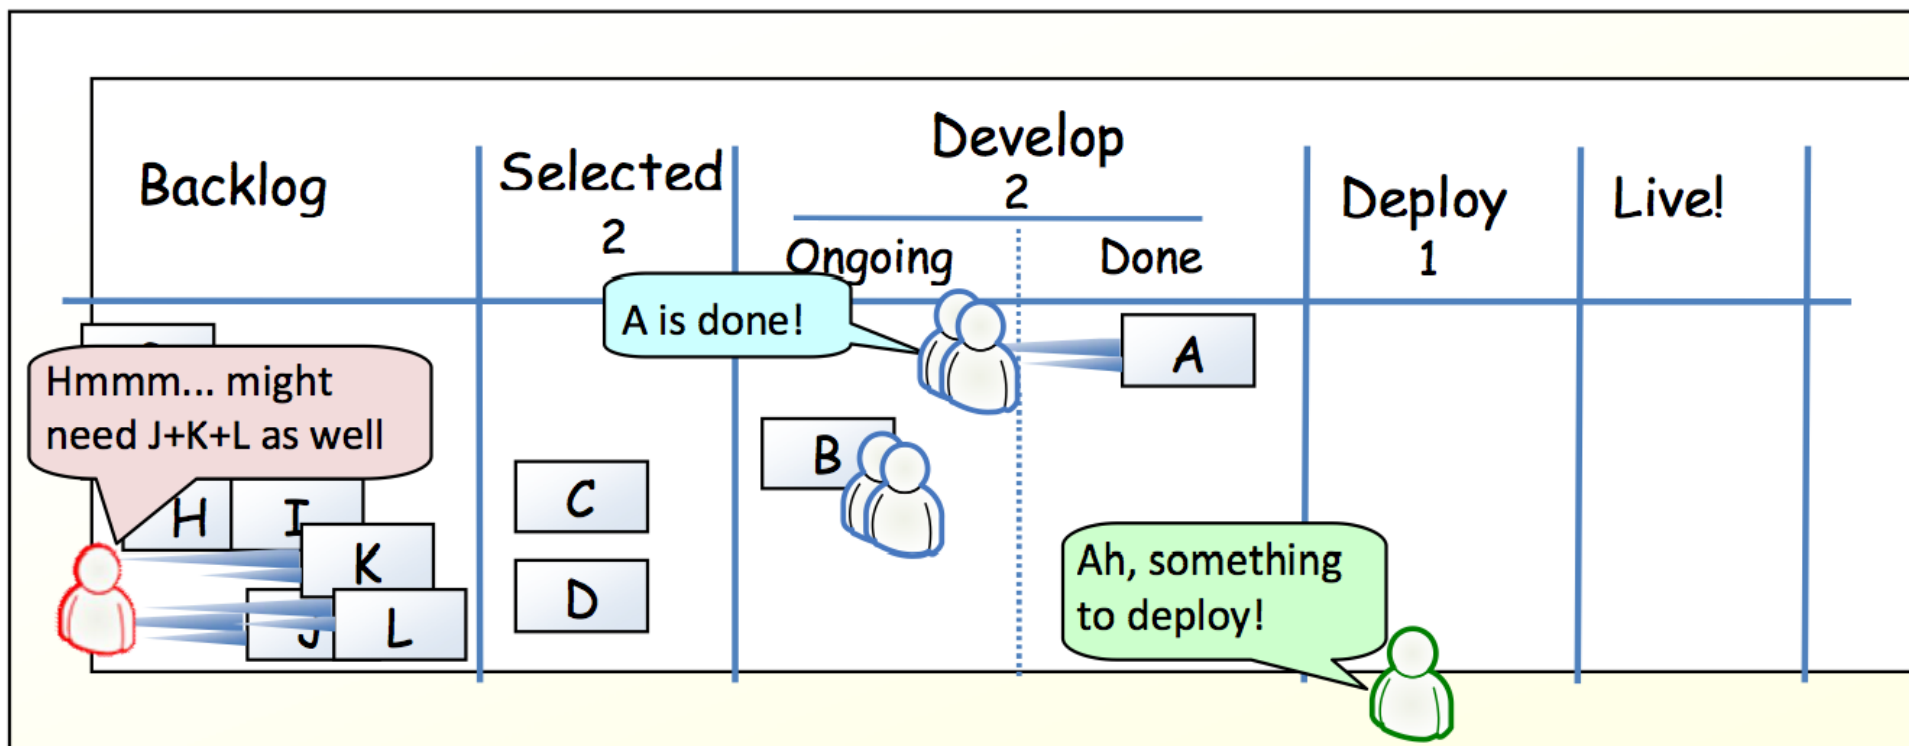 Backlog
Selected
2
Develop
2
Ongoing
Done
Deploy
1
Live!
A is done!
A
Hmmm... might
need J+K+L as well
B
C
H
I
K
D
J
L
Ah, something
to deploy!